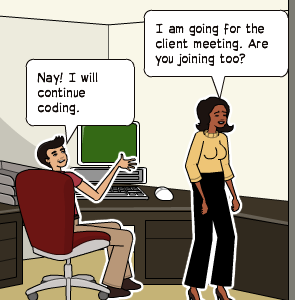 I am going for the
client meeting. Are
you joining too?
Nay! I will
continue
coding.